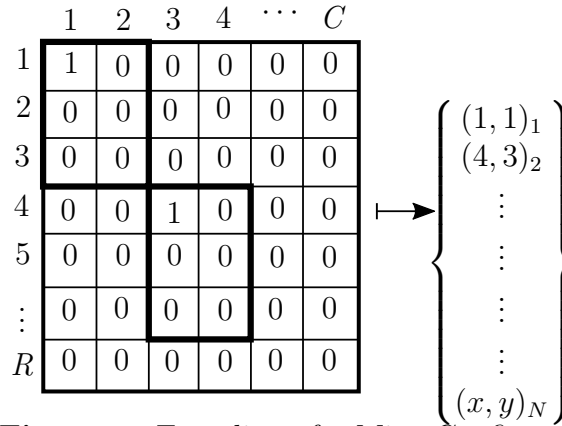 1 2 3 4 ⋯ C
1 1 0 0 0 0 0
2 0 0 0 0 0 0
3 0 0 0 0 0 0
4 0 0 1 0 0 0
5 0 0 0 0 0 0
⋮ 0 0 0 0 0 0
R 0 0 0 0 0 0
(1, 1)₁
(4, 3)₂
⋮
⋮
⋮
⋮
(x, y)_N